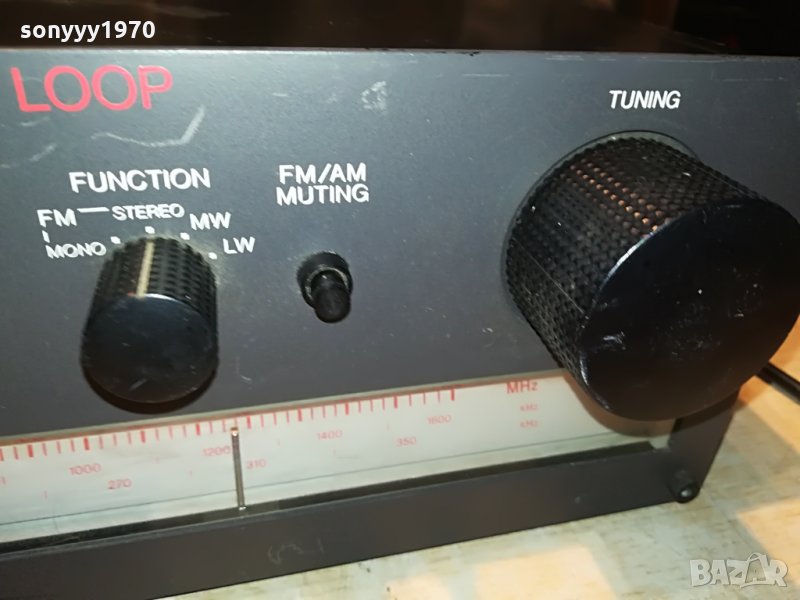 sonyyy1970
LOOP
TUNING
FUNCTION
FM/AM
MUTING
FM STEREO MW
MONO LW
MHz
1000 1200 1400 1600 kHz
270 310 350 kHz
BAZAR